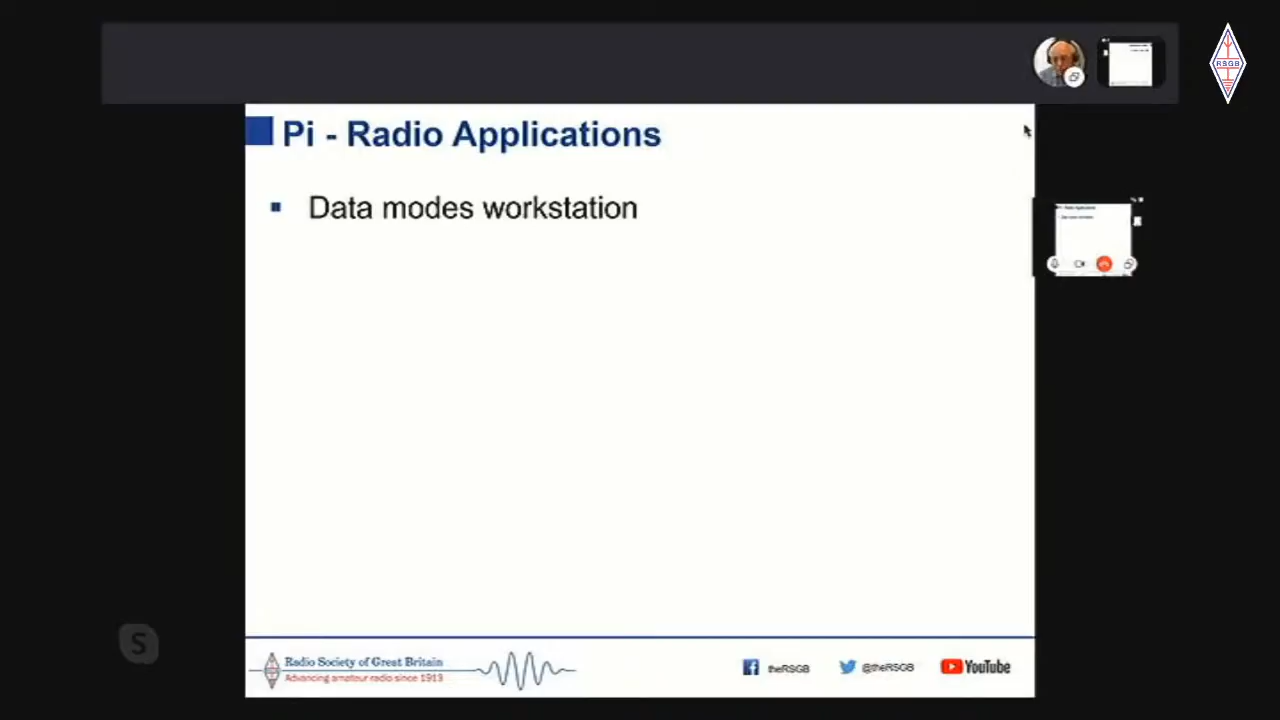 RSGB
Pi - Radio Applications
Data modes workstation
Radio Society of Great Britain
Advancing amateur radio since 1913
theRSGB
@theRSGB
YouTube
S